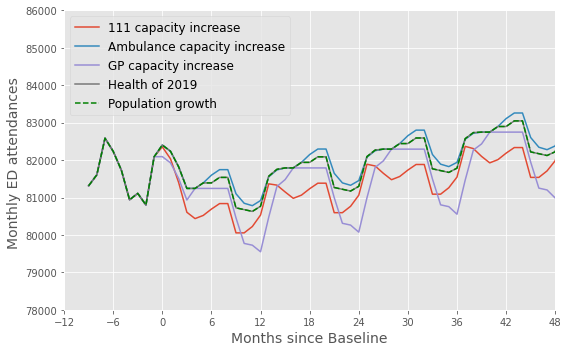 86000
85000
84000
83000
82000
81000
80000
79000
78000
Monthly ED attendances
111 capacity increase
Ambulance capacity increase
GP capacity increase
Health of 2019
Population growth
-12 -6 0 6 12 18 24 30 36 42 48
Months since Baseline